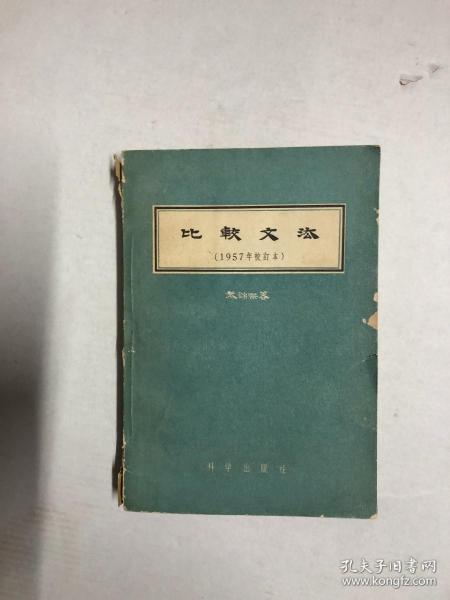 比較文法
(1957年校訂本)
黎錦熙著
科学出版社
孔夫子旧书网
www.kongfz.com